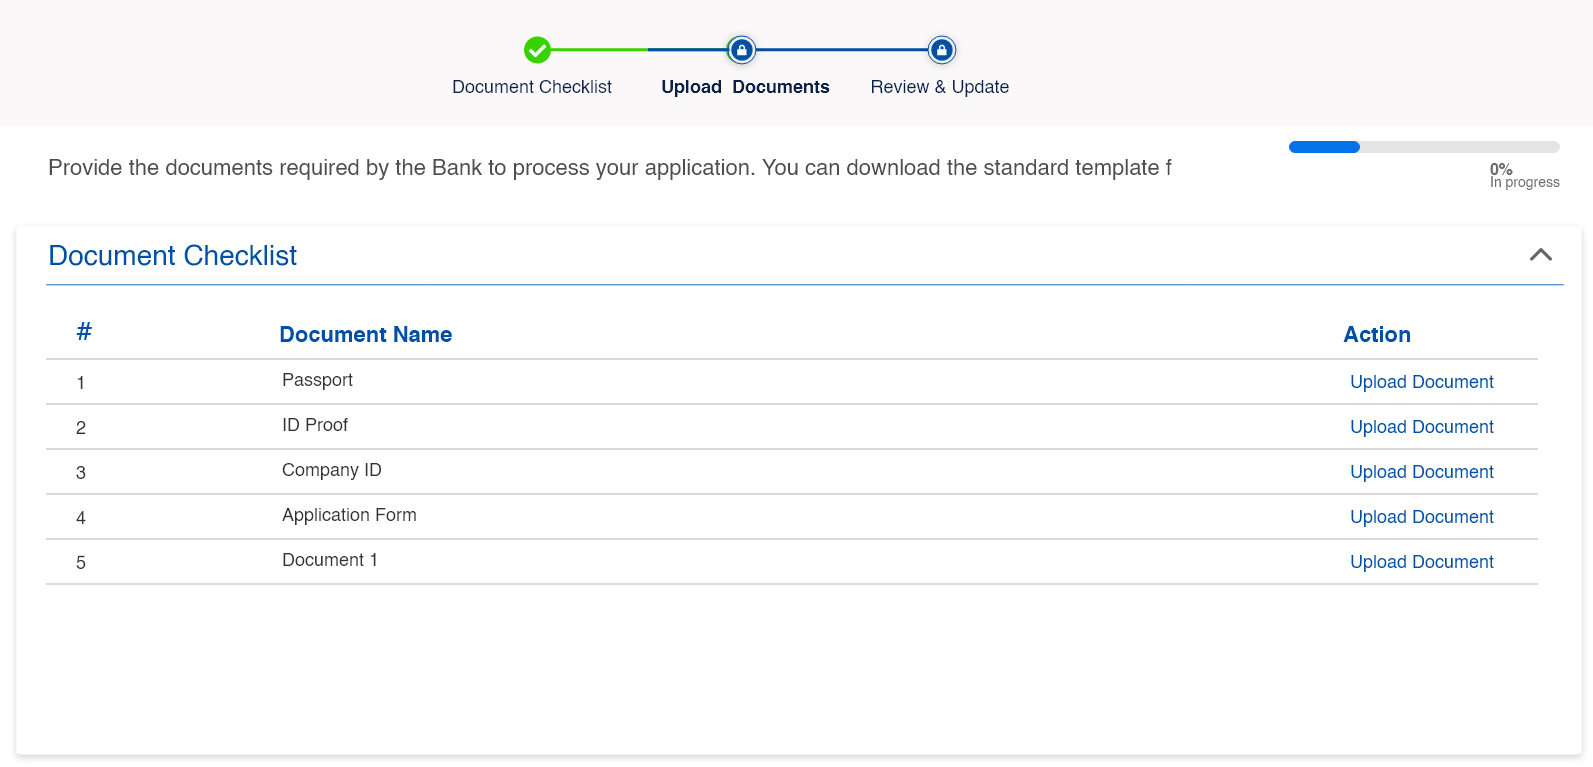 Document Checklist
Upload Documents
Review & Update
Provide the documents required by the Bank to process your application. You can download the standard template f
0%
In progress
Document Checklist
# Document Name Action
1 Passport Upload Document
2 ID Proof Upload Document
3 Company ID Upload Document
4 Application Form Upload Document
5 Document 1 Upload Document